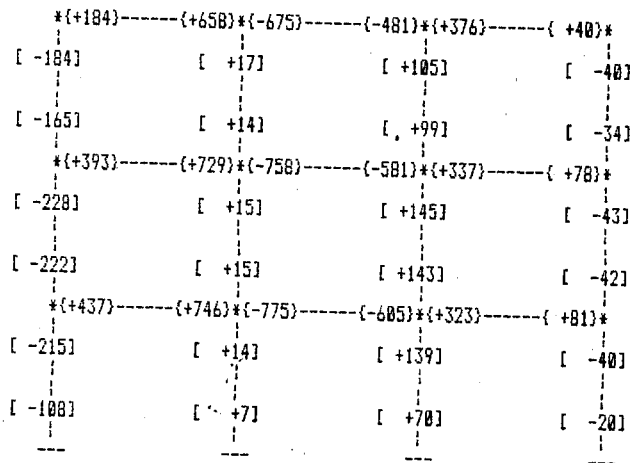 *{+184}------{+658}*{-675}------{-481}*{+376}------{ +40}*
[ -184] [ +17] [ +105] [ -40]
[ -165] [ +14] [ +99] [ -34]
*{+393}------{+729}*{-758}------{-581}*{+337}------{ +78}*
[ -228] [ +15] [ +145] [ -43]
[ -222] [ +15] [ +143] [ -42]
*{+437}------{+746}*{-775}------{-605}*{+323}------{ +81}*
[ -215] [ +14] [ +139] [ -40]
[ -108] [ +7] [ +70] [ -20]
--- --- --- ---